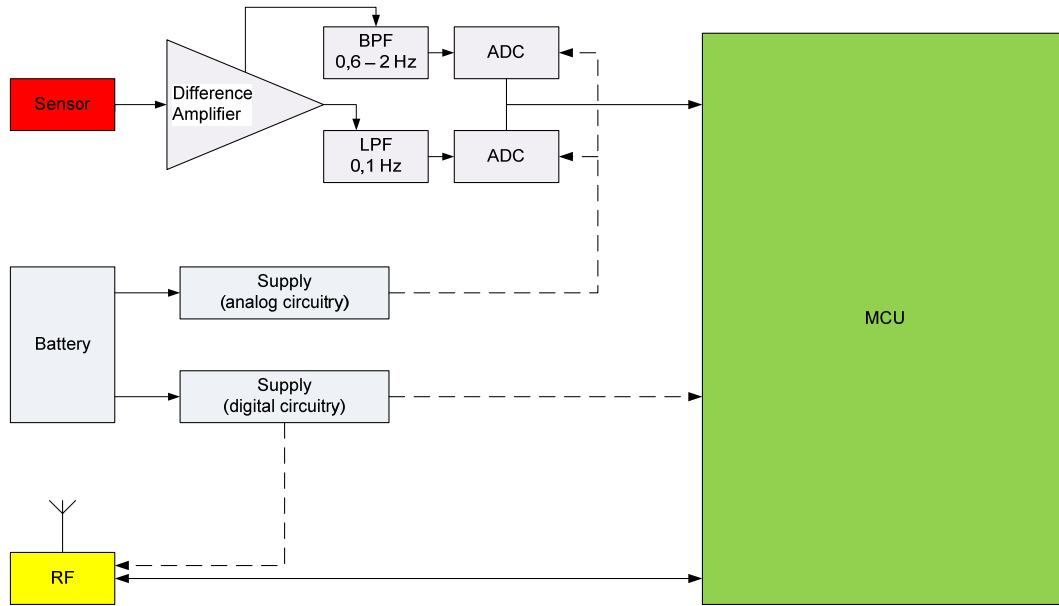 BPF
0,6 – 2 Hz
ADC
Sensor
Difference
Amplifier
LPF
0,1 Hz
ADC
Supply
(analog circuitry)
MCU
Battery
Supply
(digital circuitry)
RF